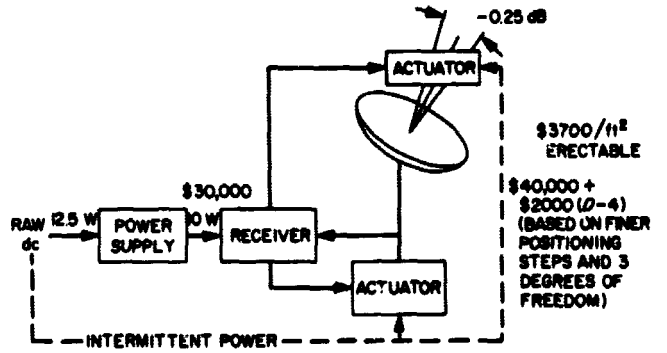 -0.25 dB
ACTUATOR
$3700/ft²
ERECTABLE
$30,000
$40,000 +
$2000(D-4)
(BASED ON FINER
POSITIONING
STEPS AND 3
DEGREES OF
FREEDOM)
RAW
dc
12.5 W
POWER
SUPPLY
10 W
RECEIVER
ACTUATOR
INTERMITTENT POWER